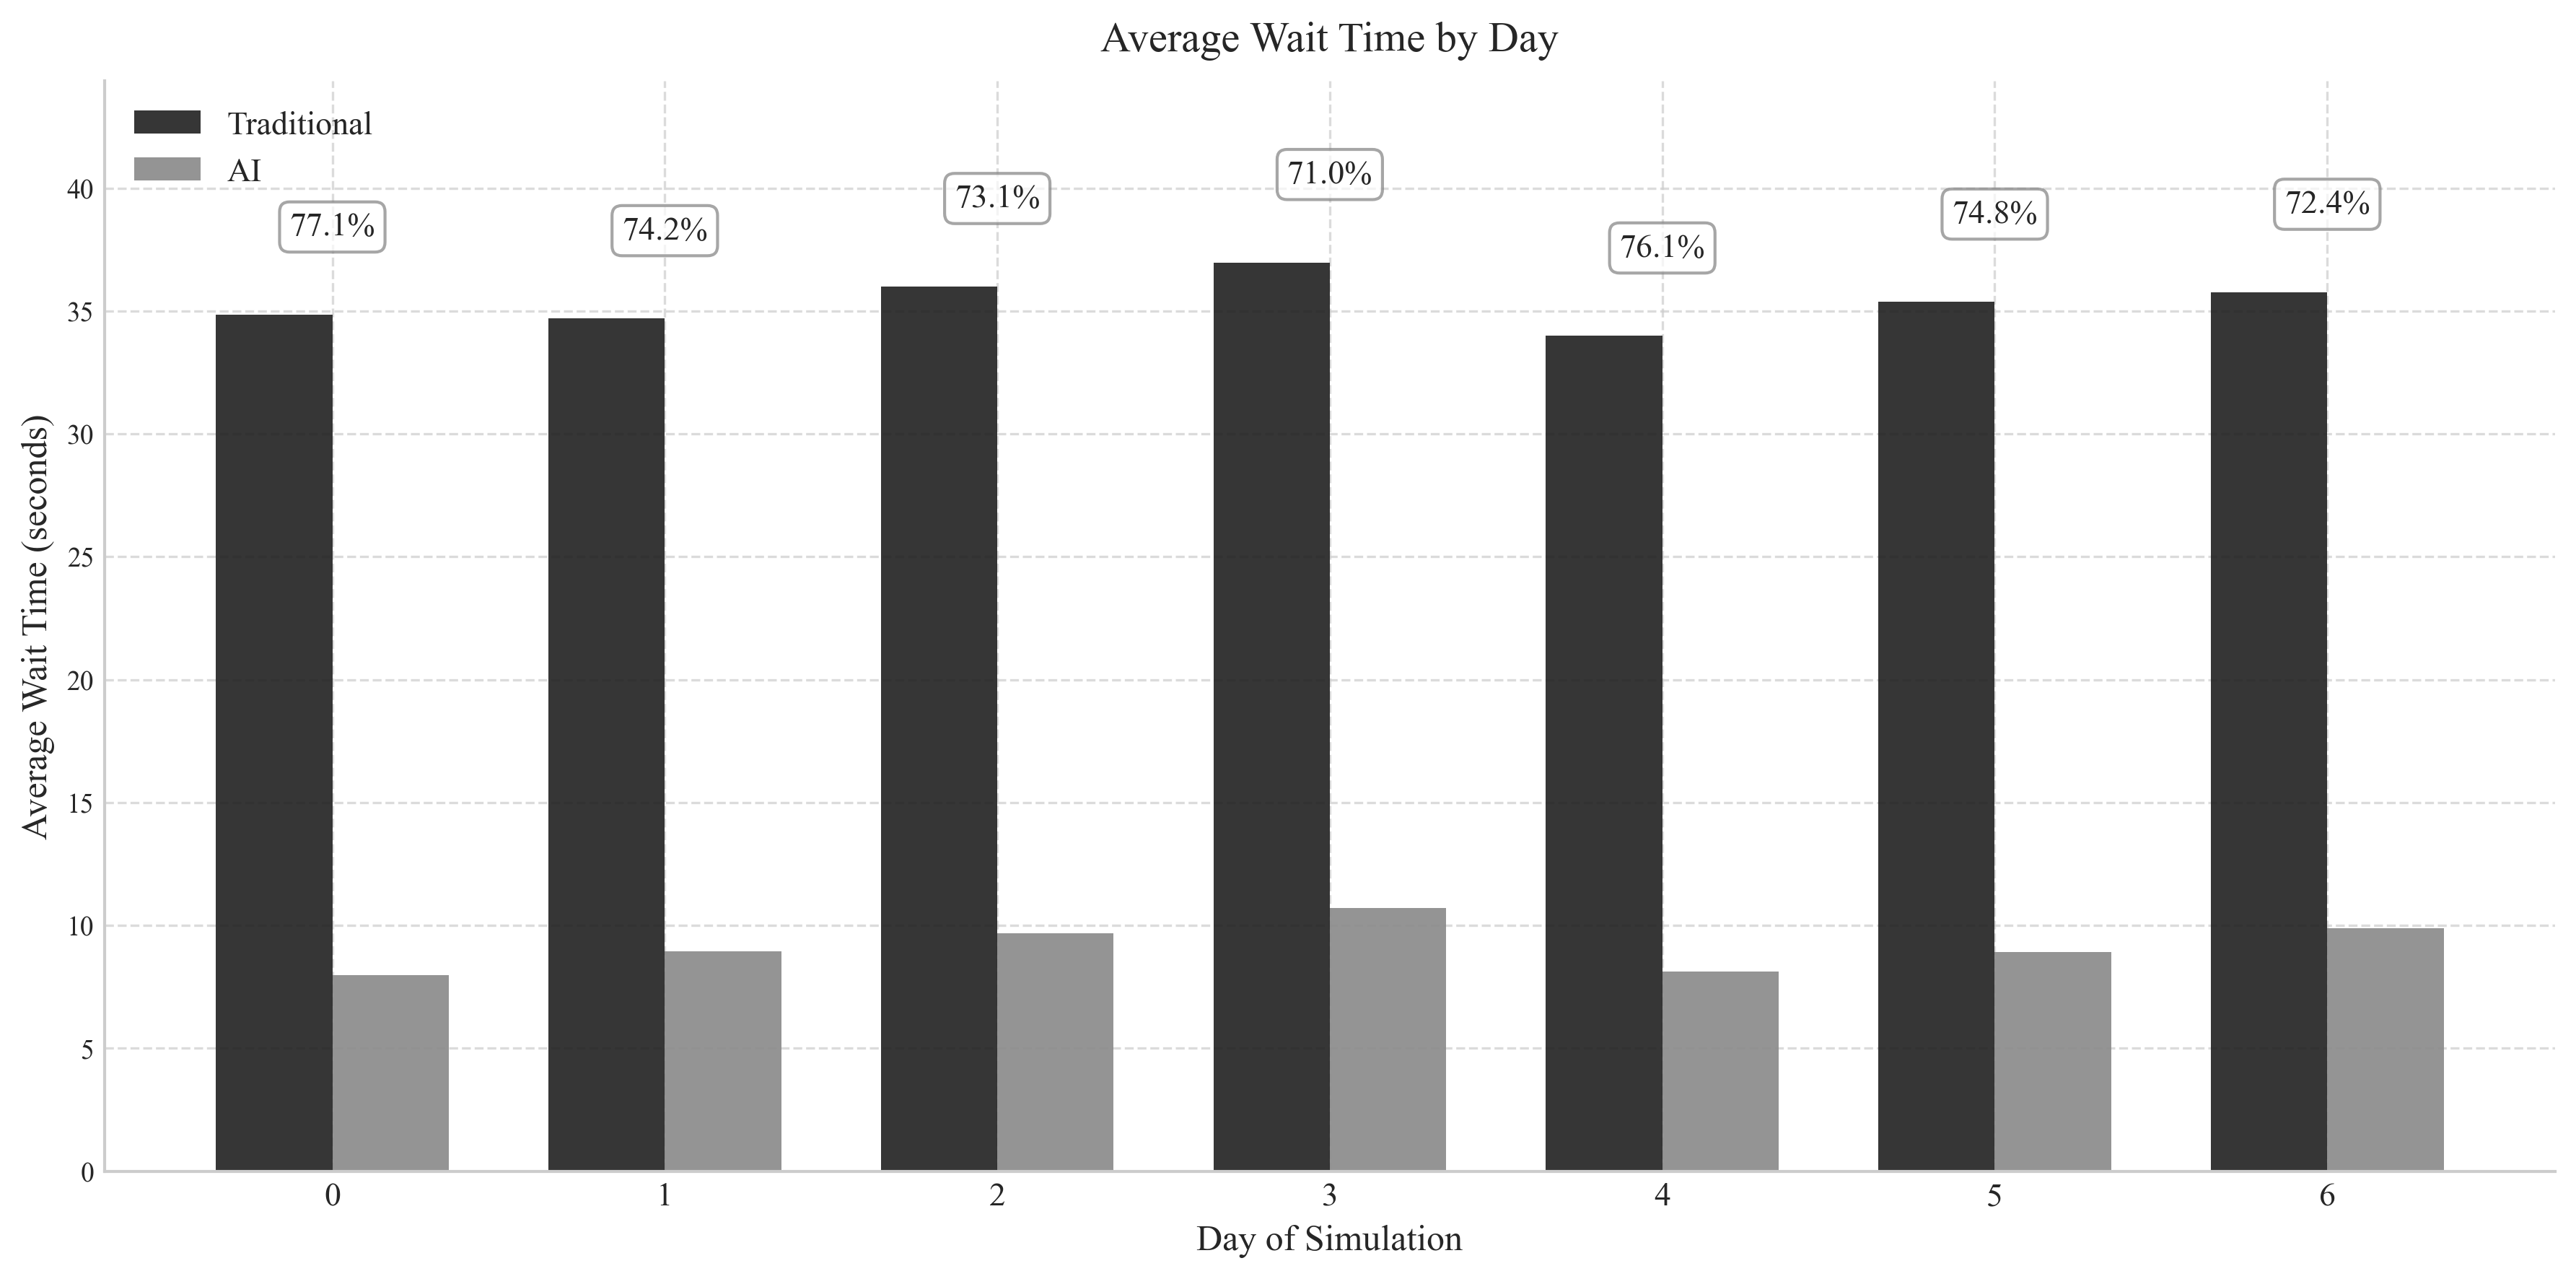 Average Wait Time by Day
Traditional
AI
77.1%
74.2%
73.1%
71.0%
76.1%
74.8%
72.4%
Average Wait Time (seconds)
40
35
30
25
20
15
10
5
0
0 1 2 3 4 5 6
Day of Simulation